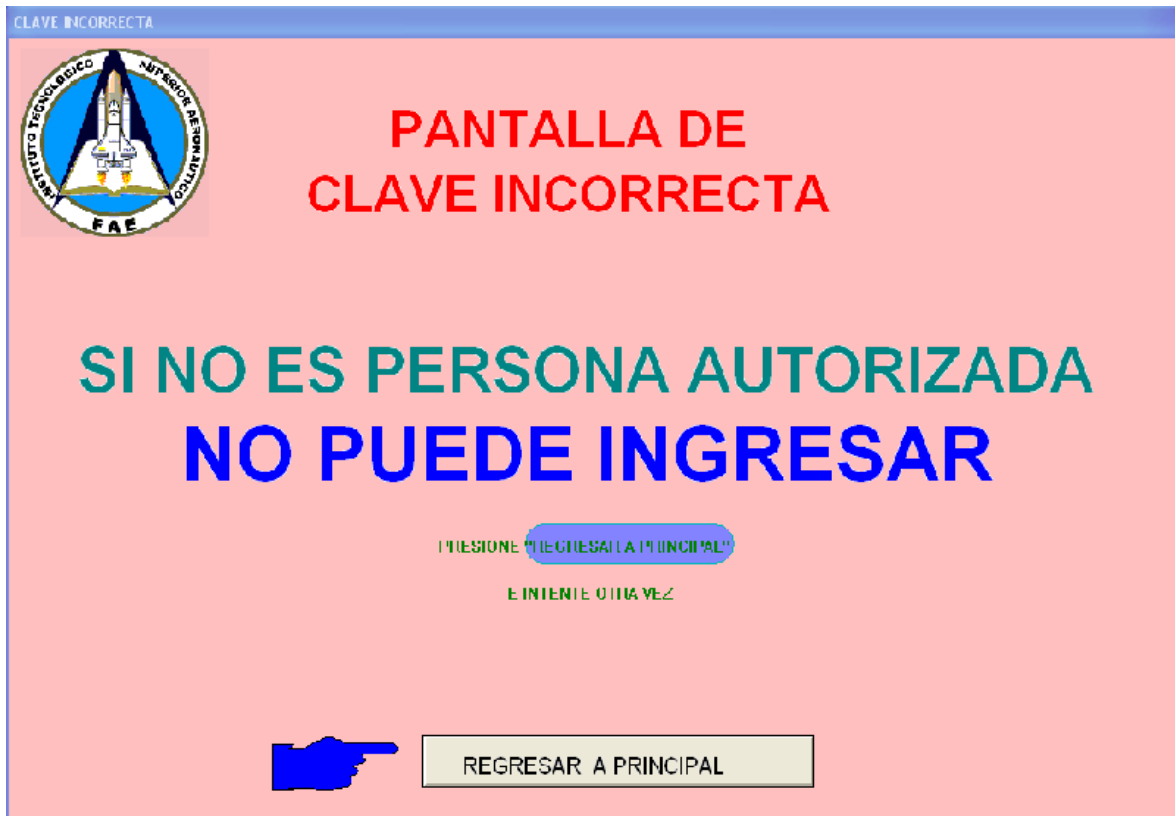 CLAVE INCORRECTA
INSTITUTO TECNOLOGICO SUPERIOR AERONAUTICO
FAE
PANTALLA DE
CLAVE INCORRECTA
SI NO ES PERSONA AUTORIZADA
NO PUEDE INGRESAR
PRESIONE "REGRESAR A PRINCIPAL"
E INTENTE OTRA VEZ
REGRESAR A PRINCIPAL